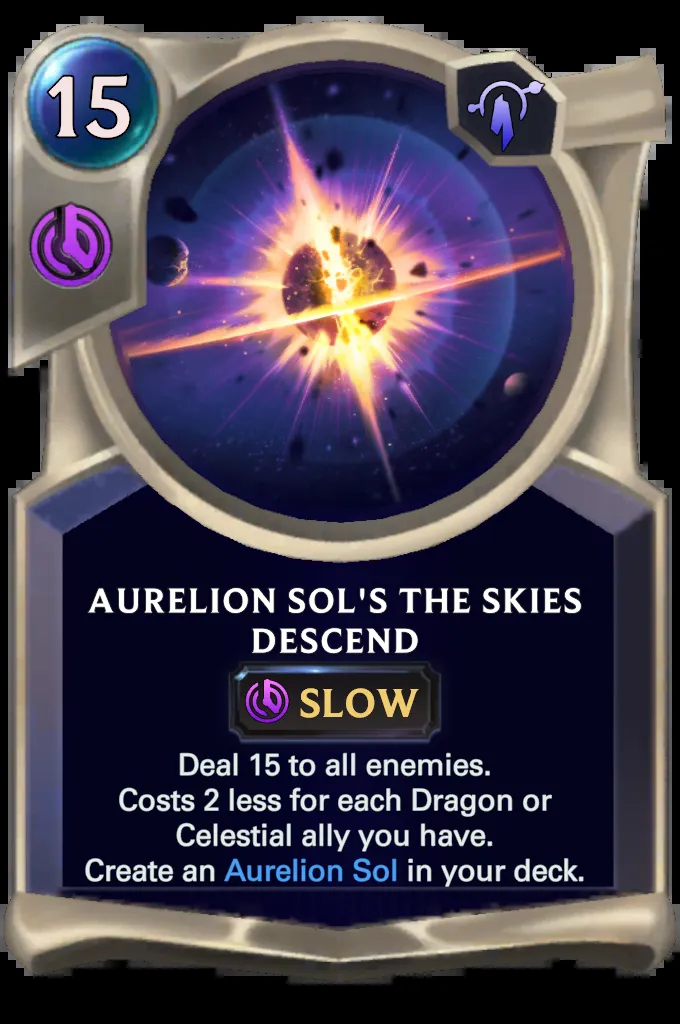 15
AURELION SOL'S THE SKIES
DESCEND
SLOW
Deal 15 to all enemies.
Costs 2 less for each Dragon or
Celestial ally you have.
Create an Aurelion Sol in your deck.